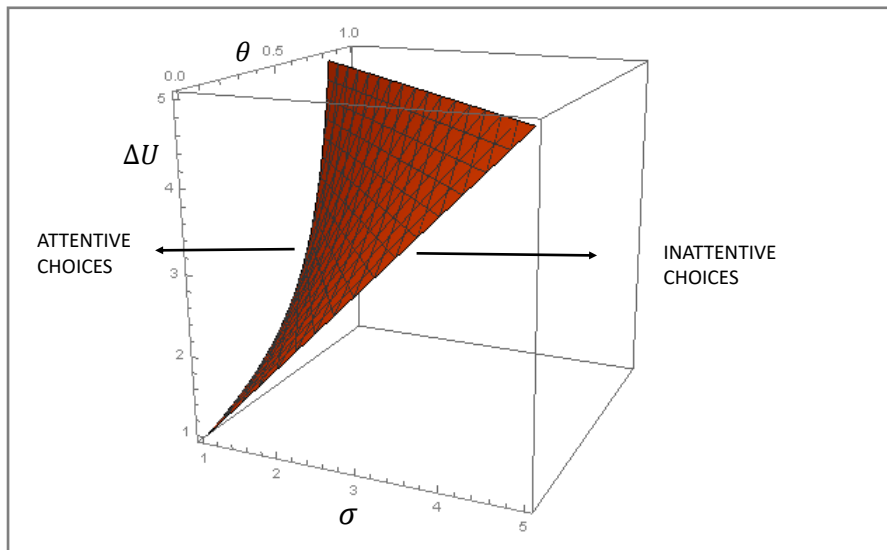 θ
0.0 0.5 1.0
ΔU
5
4
3
2
1
ATTENTIVE
CHOICES
INATTENTIVE
CHOICES
1 2 3 4 5
σ